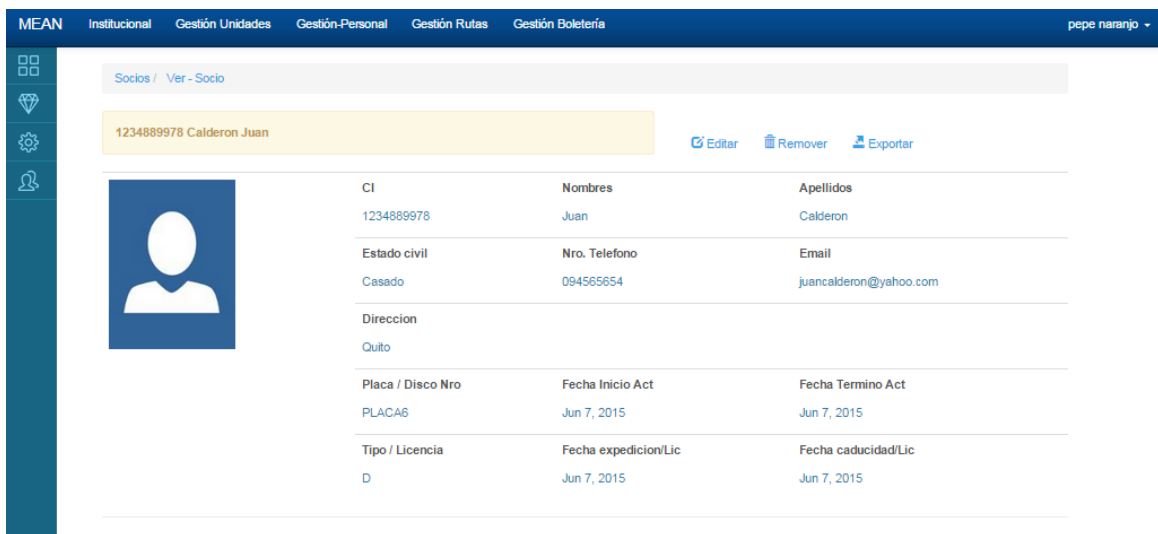 MEAN Institucional Gestión Unidades Gestión-Personal Gestión Rutas Gestión Boletería pepe naranjo
Socios / Ver - Socio
1234889978 Calderon Juan
Editar Remover Exportar
CI Nombres Apellidos
1234889978 Juan Calderon
Estado civil Nro. Telefono Email
Casado 094565654 juancalderon@yahoo.com
Direccion
Quito
Placa / Disco Nro Fecha Inicio Act Fecha Termino Act
PLACA6 Jun 7, 2015 Jun 7, 2015
Tipo / Licencia Fecha expedicion/Lic Fecha caducidad/Lic
D Jun 7, 2015 Jun 7, 2015